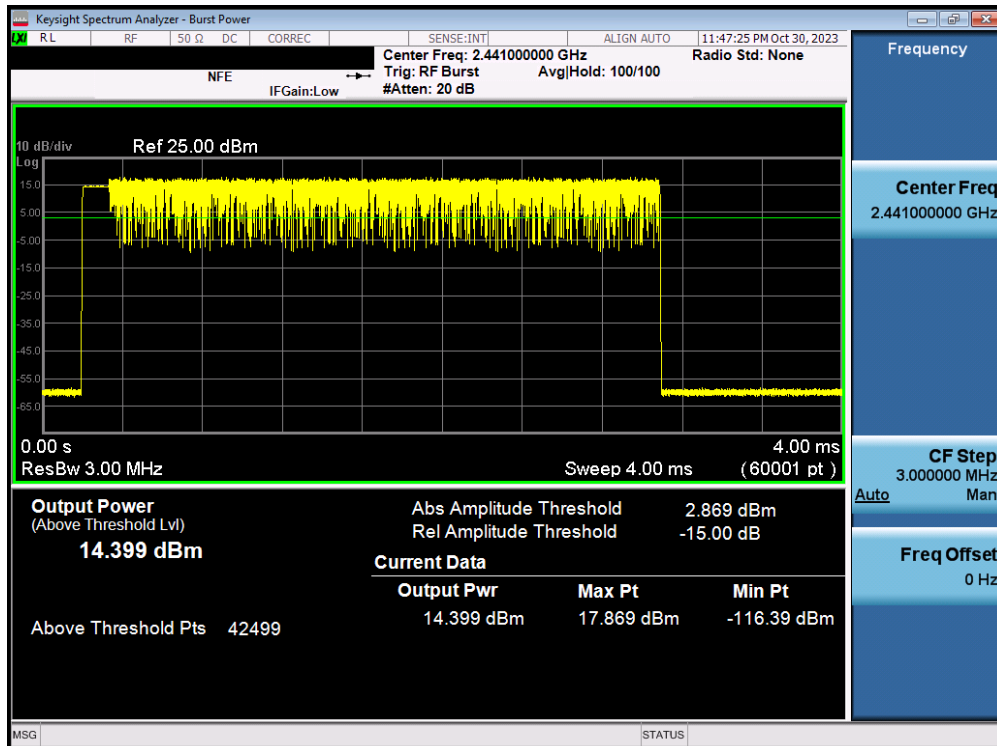 Keysight Spectrum Analyzer - Burst Power
LXI RL RF 50 Ω DC CORREC SENSE:INT ALIGN AUTO 11:47:25 PM Oct 30, 2023
Center Freq: 2.441000000 GHz Radio Std: None
NFE Trig: RF Burst Avg|Hold: 100/100
IFGain:Low #Atten: 20 dB
Frequency
10 dB/div Ref 25.00 dBm
Log
15.0
5.00
-5.00
-15.0
-25.0
-35.0
-45.0
-55.0
-65.0
0.00 s 4.00 ms
ResBw 3.00 MHz Sweep 4.00 ms (60001 pt)
Output Power
(Above Threshold Lvl)
14.399 dBm
Above Threshold Pts 42499
Abs Amplitude Threshold 2.869 dBm
Rel Amplitude Threshold -15.00 dB
Current Data
Output Pwr Max Pt Min Pt
14.399 dBm 17.869 dBm -116.39 dBm
Center Freq
2.441000000 GHz
CF Step
3.000000 MHz
Auto Man
Freq Offset
0 Hz
MSG STATUS